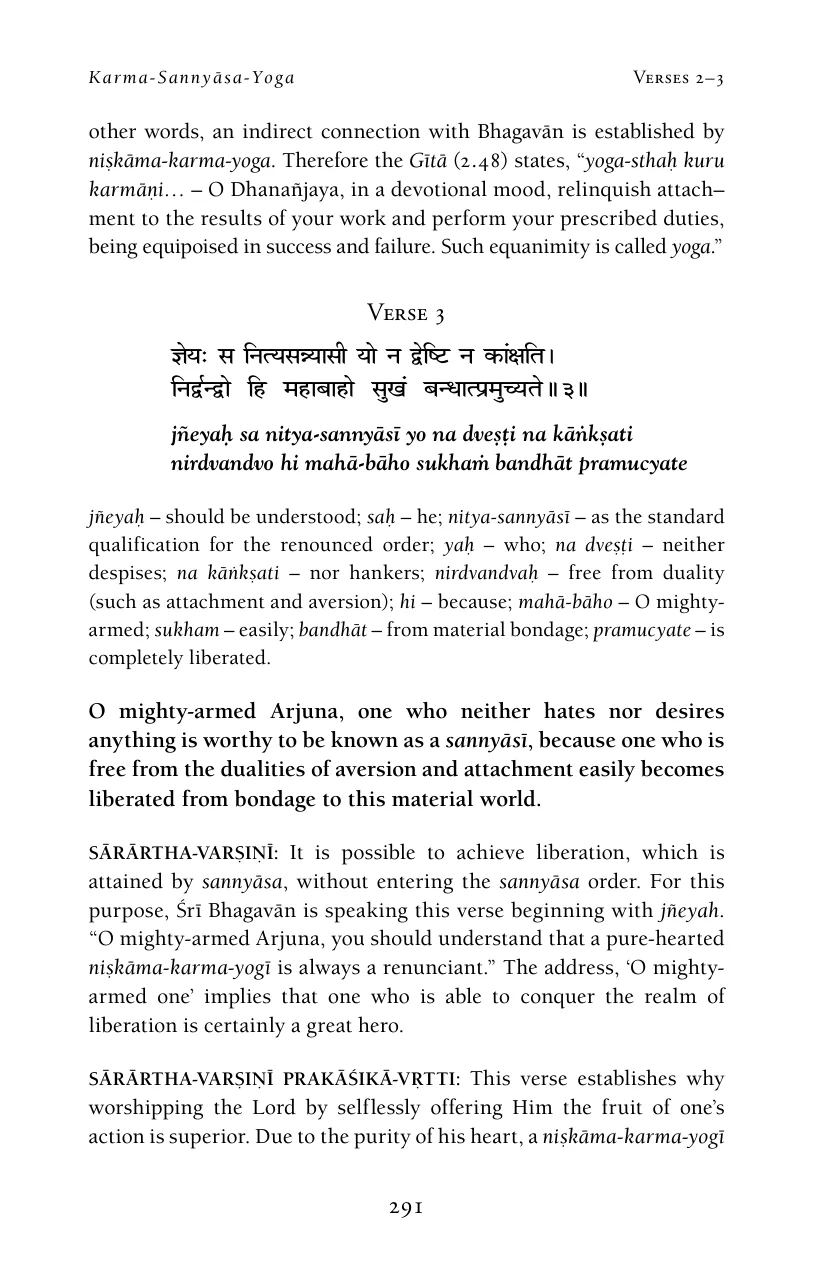 Karma-Sannyāsa-Yoga Verses 2–3
other words, an indirect connection with Bhagavān is established by
niṣkāma-karma-yoga. Therefore the Gītā (2.48) states, “yoga-sthaḥ kuru
karmāṇi… – O Dhanañjaya, in a devotional mood, relinquish attach–
ment to the results of your work and perform your prescribed duties,
being equipoised in success and failure. Such equanimity is called yoga.”
Verse 3
ज्ञेयः स नित्यसन्न्यासी यो न द्वेष्टि न कांक्षति।
निर्द्वन्द्वो हि महाबाहो सुखं बन्धात्प्रमुच्यते॥३॥
jñeyaḥ sa nitya-sannyāsī yo na dveṣṭi na kāṅkṣati
nirdvandvo hi mahā-bāho sukhaṁ bandhāt pramucyate
jñeyaḥ – should be understood; saḥ – he; nitya-sannyāsī – as the standard
qualification for the renounced order; yaḥ – who; na dveṣṭi – neither
despises; na kāṅkṣati – nor hankers; nirdvandvaḥ – free from duality
(such as attachment and aversion); hi – because; mahā-bāho – O mighty-
armed; sukham – easily; bandhāt – from material bondage; pramucyate – is
completely liberated.
O mighty-armed Arjuna, one who neither hates nor desires
anything is worthy to be known as a sannyāsī, because one who is
free from the dualities of aversion and attachment easily becomes
liberated from bondage to this material world.
SĀRĀRTHA-VARṢIṆĪ: It is possible to achieve liberation, which is
attained by sannyāsa, without entering the sannyāsa order. For this
purpose, Śrī Bhagavān is speaking this verse beginning with jñeyah.
“O mighty-armed Arjuna, you should understand that a pure-hearted
niṣkāma-karma-yogī is always a renunciant.” The address, ‘O mighty-
armed one’ implies that one who is able to conquer the realm of
liberation is certainly a great hero.
SĀRĀRTHA-VARṢIṆĪ PRAKĀŚIKĀ-VṚTTI: This verse establishes why
worshipping the Lord by selflessly offering Him the fruit of one’s
action is superior. Due to the purity of his heart, a niṣkāma-karma-yogī
291